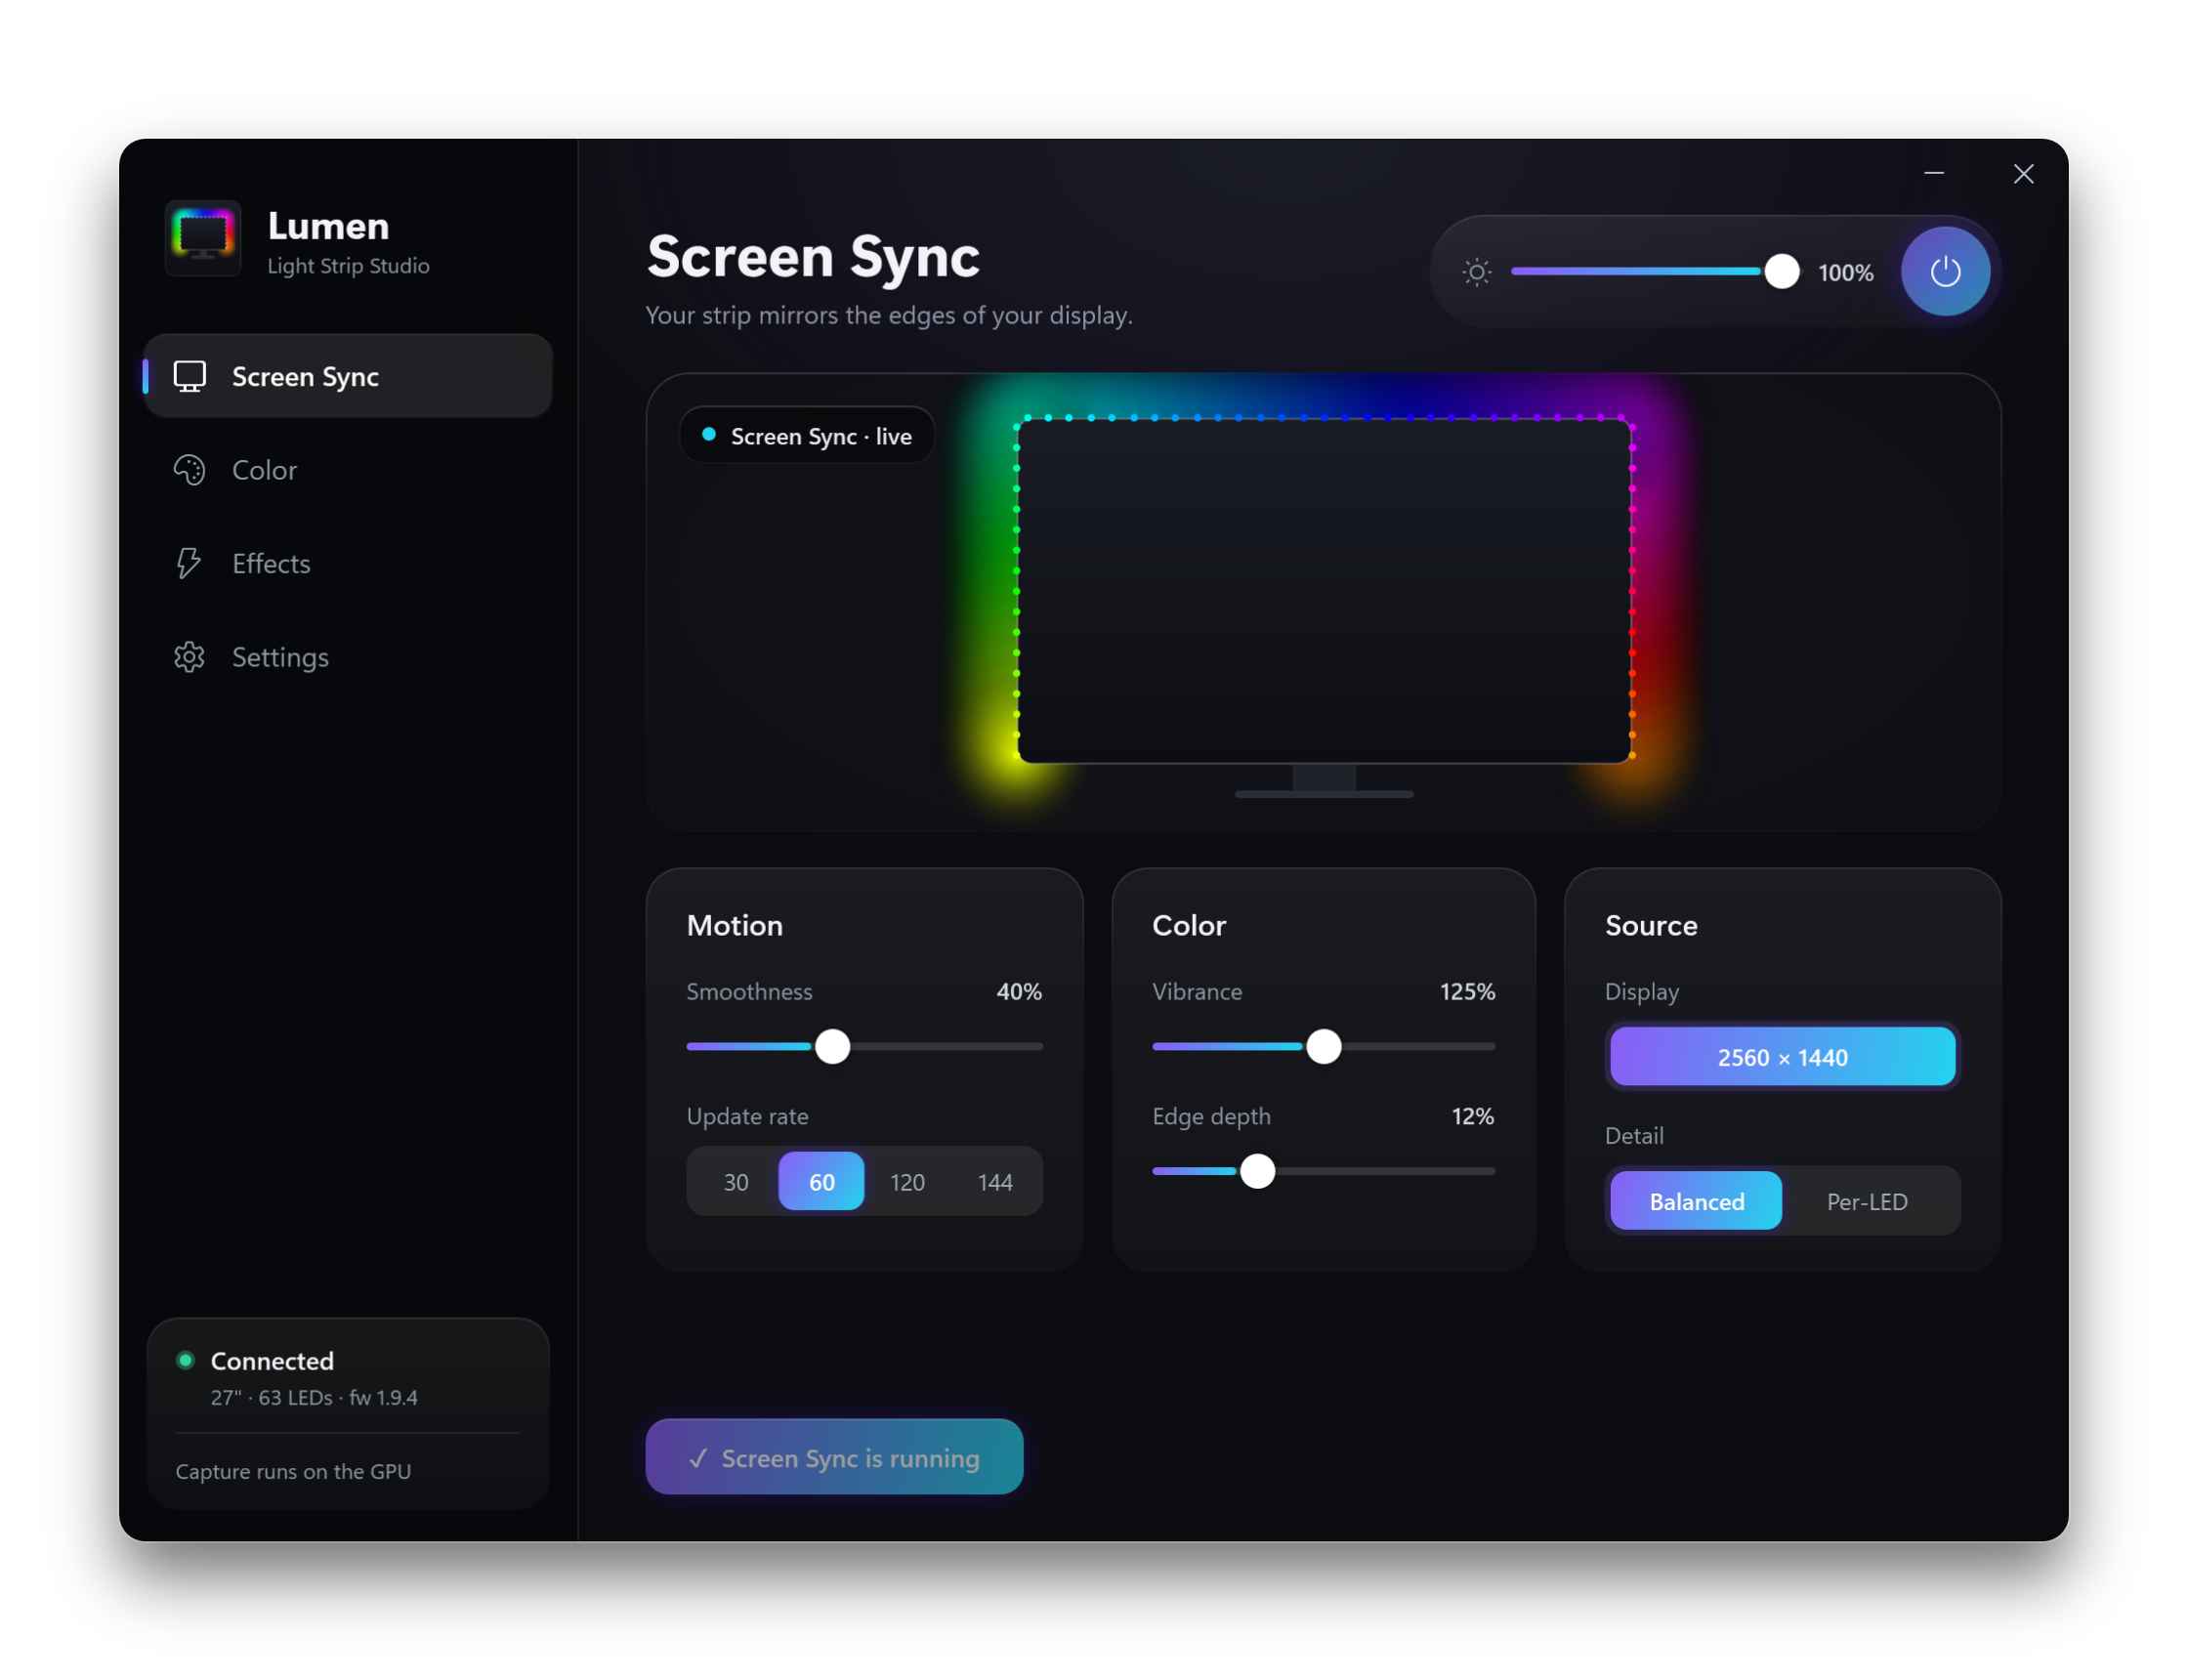 Lumen
Light Strip Studio
Screen Sync
Color
Effects
Settings
Connected
27" · 63 LEDs · fw 1.9.4
Capture runs on the GPU
Screen Sync
Your strip mirrors the edges of your display.
100%
Screen Sync · live
Motion
Smoothness 40%
Update rate
30 60 120 144
Color
Vibrance 125%
Edge depth 12%
Source
Display
2560 × 1440
Detail
Balanced Per-LED
✓ Screen Sync is running